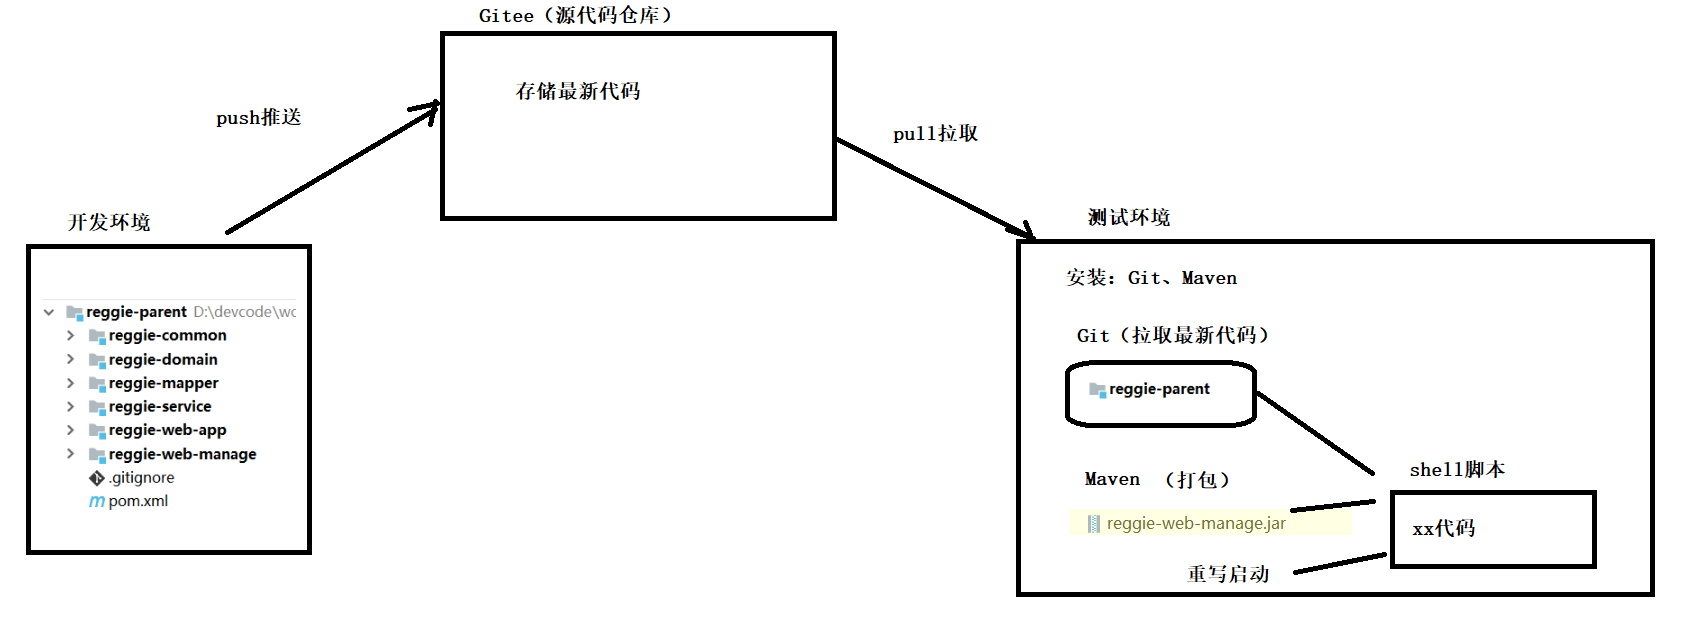 Gitee（源代码仓库）
存储最新代码
push推送
pull拉取
开发环境
reggie-parent D:\devcode\wc
reggie-common
reggie-domain
reggie-mapper
reggie-service
reggie-web-app
reggie-web-manage
.gitignore
pom.xml
测试环境
安装：Git、Maven
Git（拉取最新代码）
reggie-parent
Maven （打包）
reggie-web-manage.jar
重写启动
shell脚本
xx代码